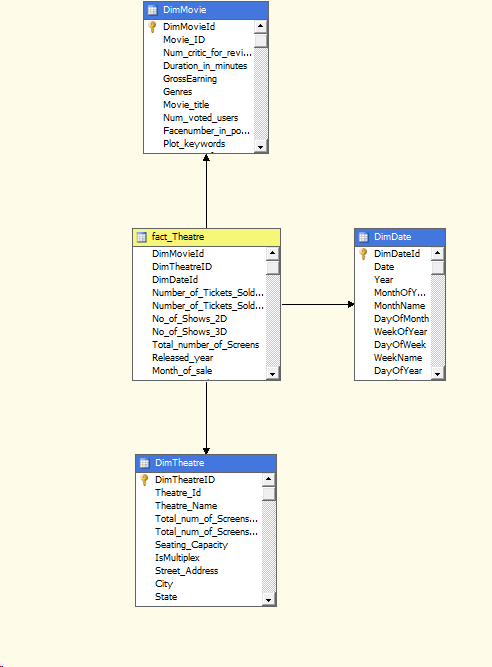 DimMovie
DimMovieId
Movie_ID
Num_critic_for_revi...
Duration_in_minutes
GrossEarning
Genres
Movie_title
Num_voted_users
Facenumber_in_po...
Plot_keywords
fact_Theatre
DimMovieId
DimTheatreID
DimDateId
Number_of_Tickets_Sold...
Number_of_Tickets_Sold...
No_of_Shows_2D
No_of_Shows_3D
Total_number_of_Screens
Released_year
Month_of_sale
DimDate
DimDateId
Date
Year
MonthOfY...
MonthName
DayOfMonth
WeekOfYear
DayOfWeek
WeekName
DayOfYear
DimTheatre
DimTheatreID
Theatre_Id
Theatre_Name
Total_num_of_Screens...
Total_num_of_Screens...
Seating_Capacity
IsMultiplex
Street_Address
City
State